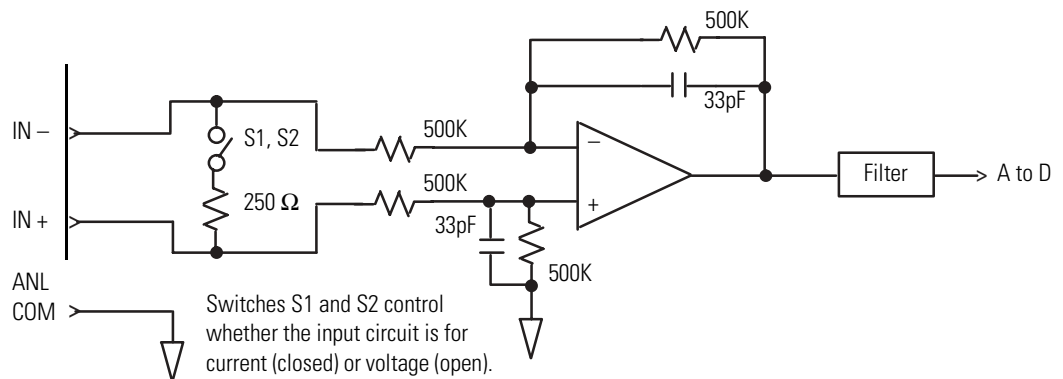 500K
33pF
IN –
S1, S2
500K
–
Filter
A to D
250 Ω
500K
+
IN +
33pF
500K
ANL
COM
Switches S1 and S2 control
whether the input circuit is for
current (closed) or voltage (open).